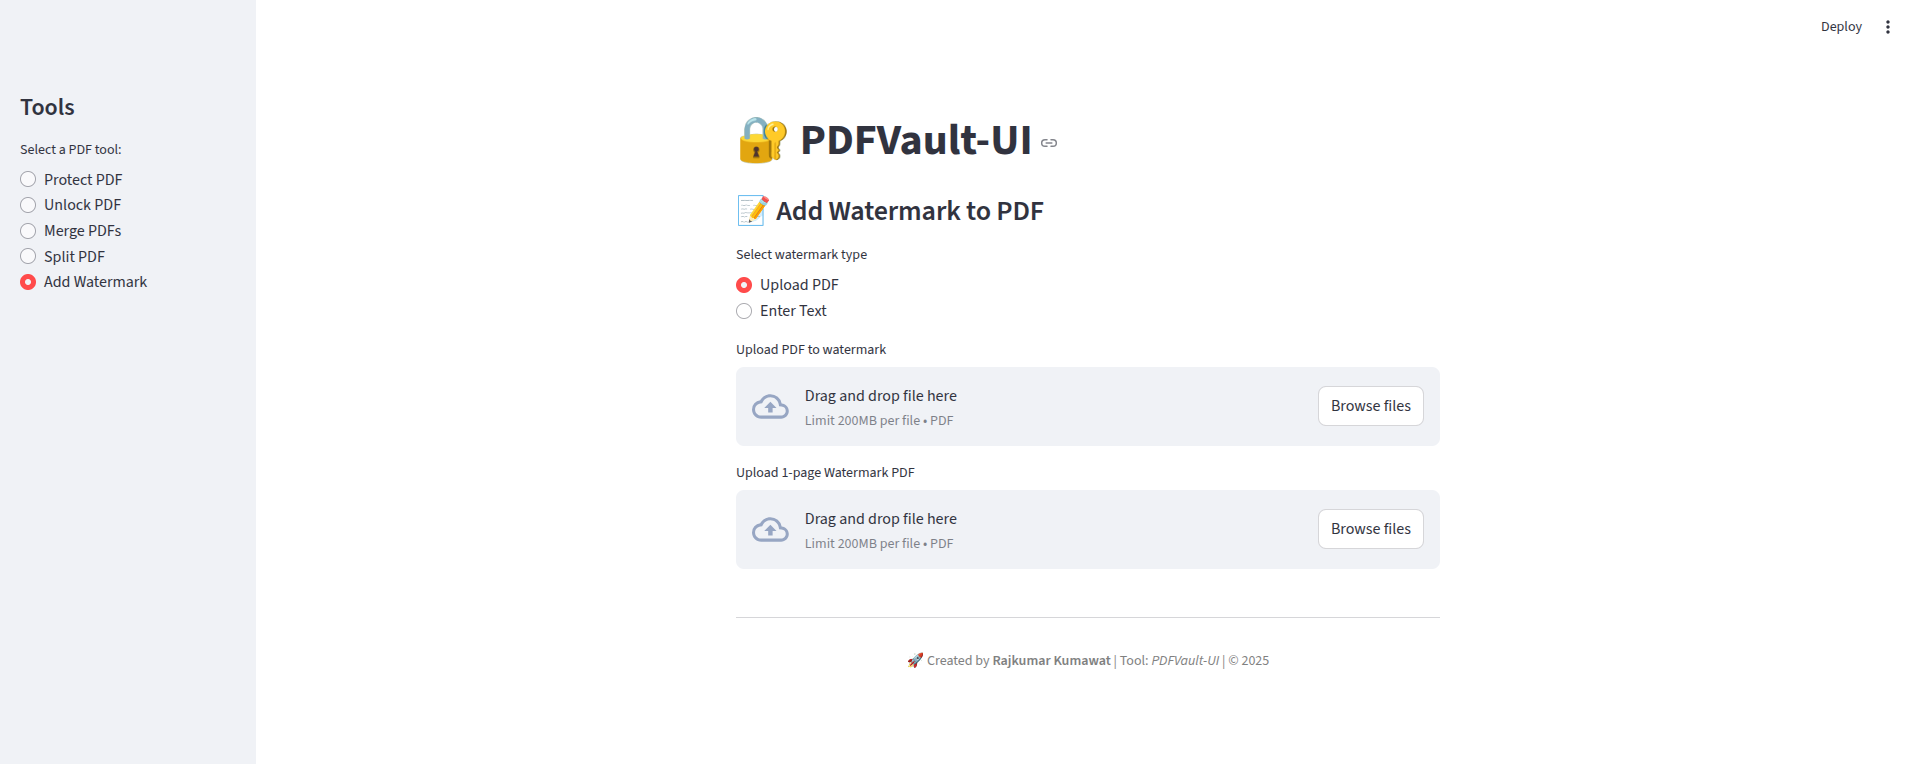 Deploy
Tools
Select a PDF tool:
Protect PDF
Unlock PDF
Merge PDFs
Split PDF
Add Watermark
PDFVault-UI
Add Watermark to PDF
Select watermark type
Upload PDF
Enter Text
Upload PDF to watermark
Drag and drop file here
Limit 200MB per file • PDF
Browse files
Upload 1-page Watermark PDF
Drag and drop file here
Limit 200MB per file • PDF
Browse files
🚀 Created by Rajkumar Kumawat | Tool: PDFVault-UI | © 2025